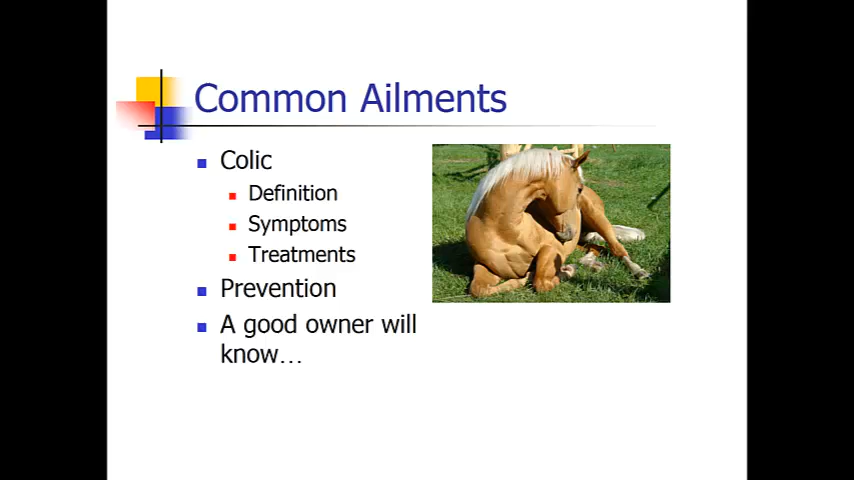 Common Ailments
Colic
Definition
Symptoms
Treatments
Prevention
A good owner will
know…